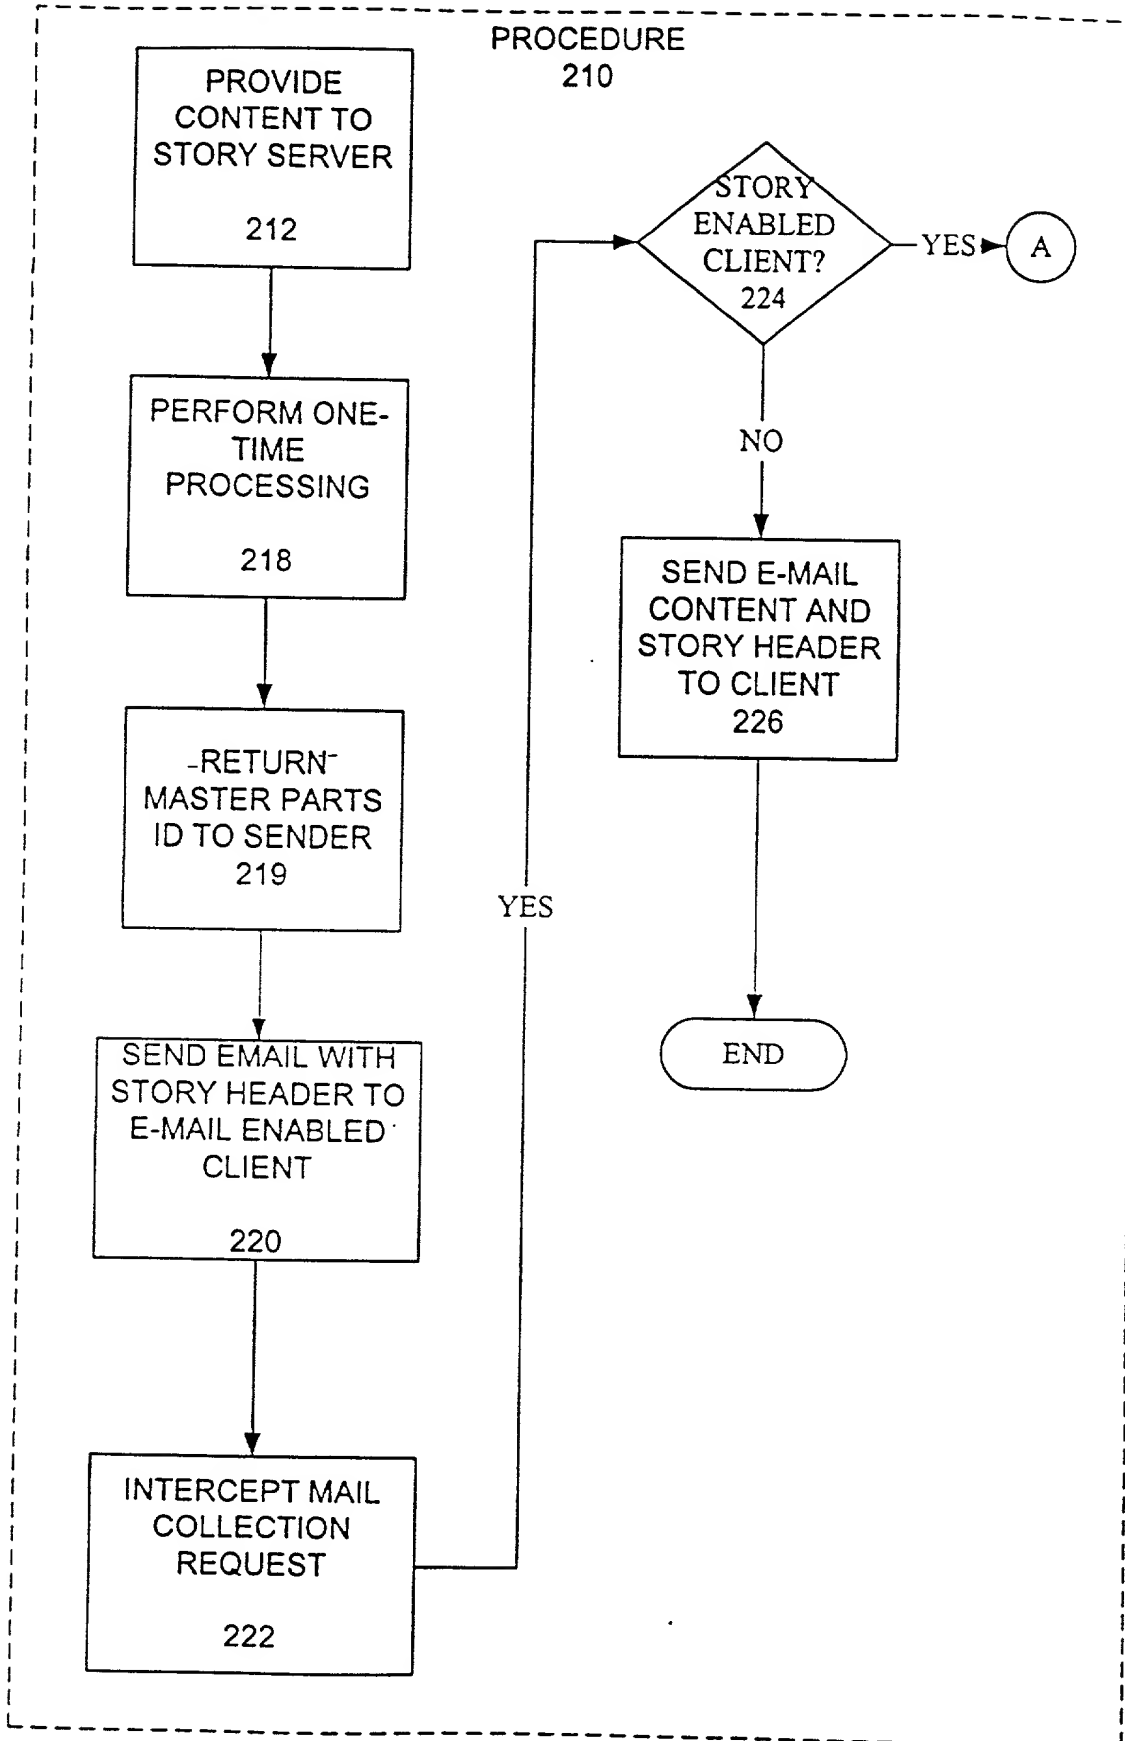 PROCEDURE
210
PROVIDE
CONTENT TO
STORY SERVER
212
PERFORM ONE-
TIME
PROCESSING
218
RETURN
MASTER PARTS
ID TO SENDER
219
SEND EMAIL WITH
STORY HEADER TO
E-MAIL ENABLED
CLIENT
220
INTERCEPT MAIL
COLLECTION
REQUEST
222
YES
STORY
ENABLED
CLIENT?
224
YES
A
NO
SEND E-MAIL
CONTENT AND
STORY HEADER
TO CLIENT
226
END